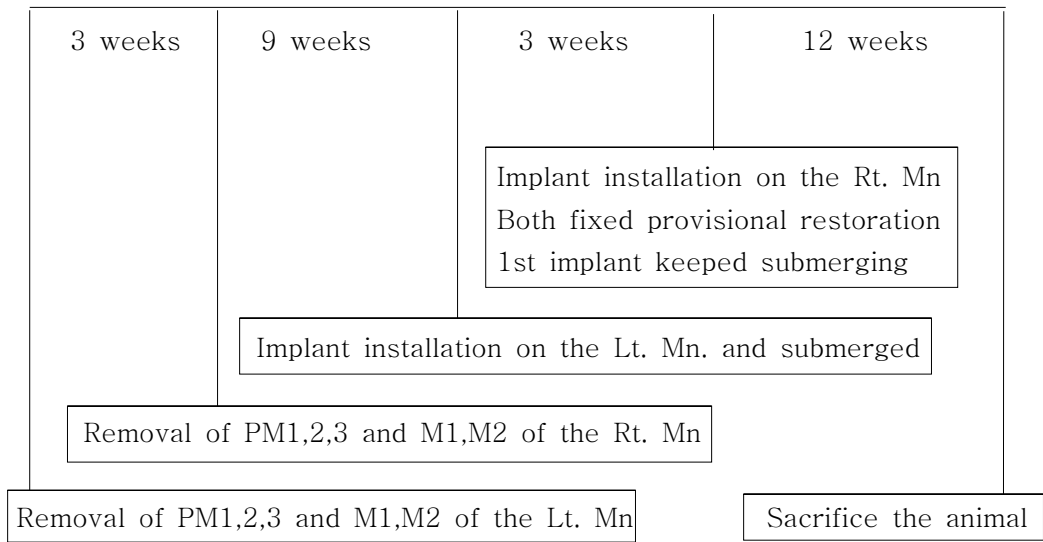 3 weeks 9 weeks 3 weeks 12 weeks
Implant installation on the Rt. Mn
Both fixed provisional restoration
1st implant keeped submerging
Implant installation on the Lt. Mn. and submerged
Removal of PM1,2,3 and M1,M2 of the Rt. Mn
Removal of PM1,2,3 and M1,M2 of the Lt. Mn
Sacrifice the animal